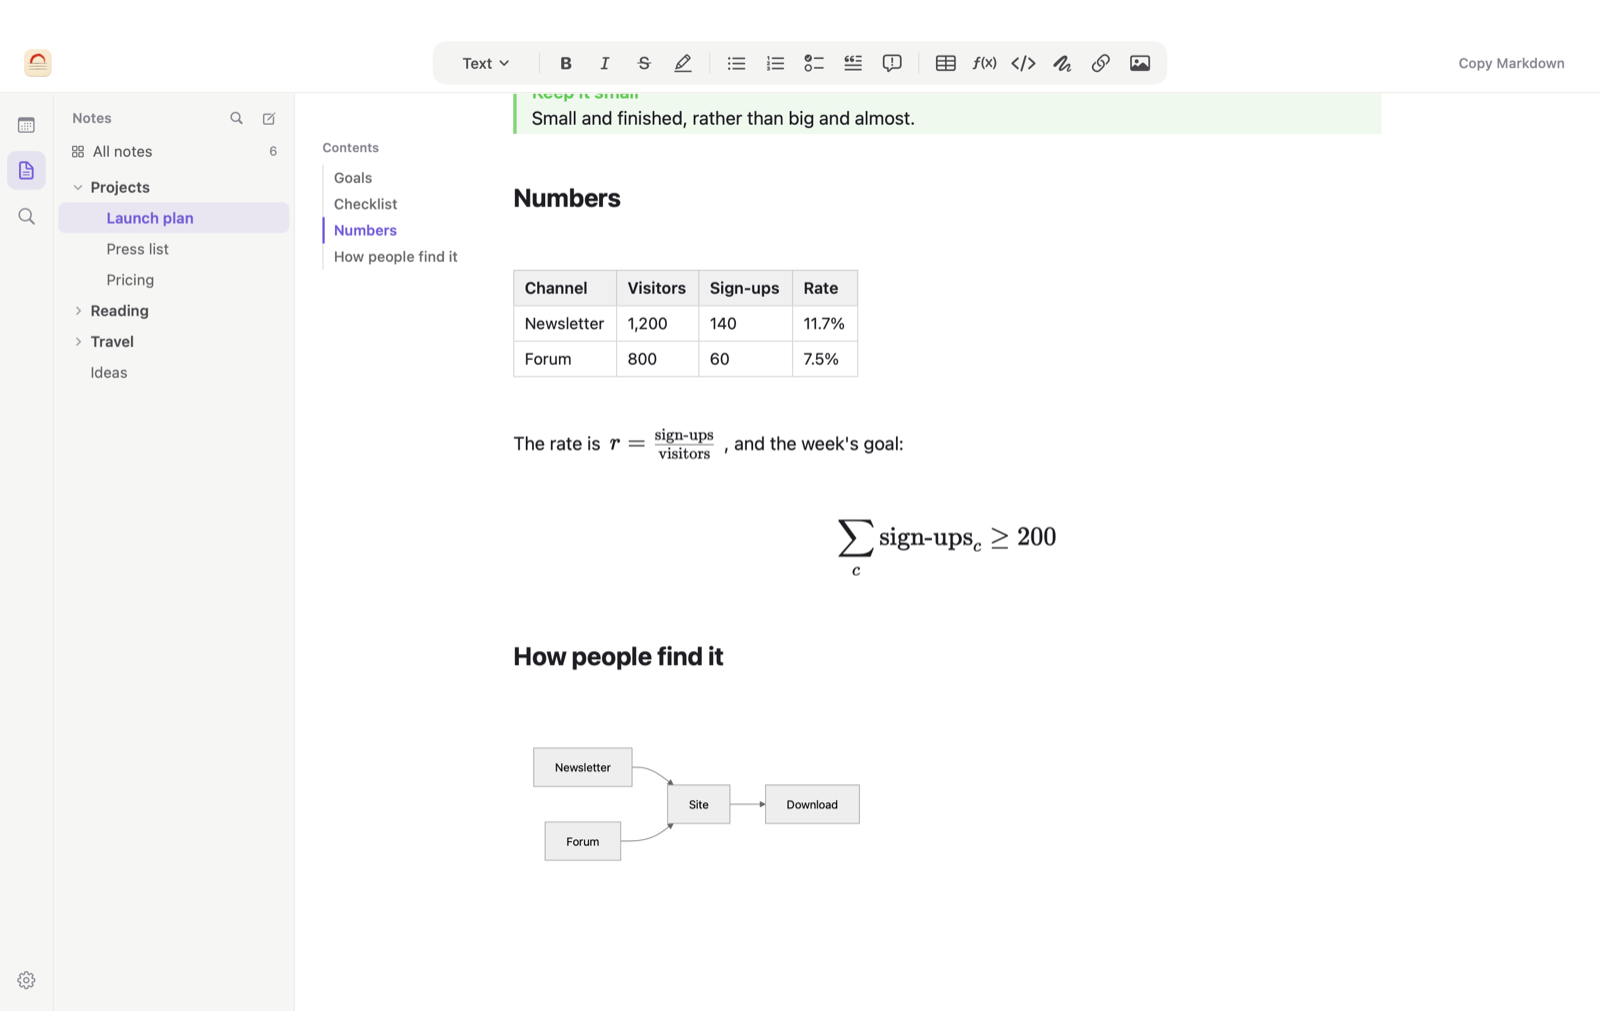 Text
B
I
S
f(x)
</>
Copy Markdown
Notes
All notes 6
Projects
Launch plan
Press list
Pricing
Reading
Travel
Ideas
Contents
Goals
Checklist
Numbers
How people find it
Keep it small
Small and finished, rather than big and almost.
Numbers
Channel Visitors Sign-ups Rate
Newsletter 1,200 140 11.7%
Forum 800 60 7.5%
The rate is r = sign-ups/visitors , and the week's goal:
∑c sign-upsc ≥ 200
How people find it
Newsletter
Site
Download
Forum